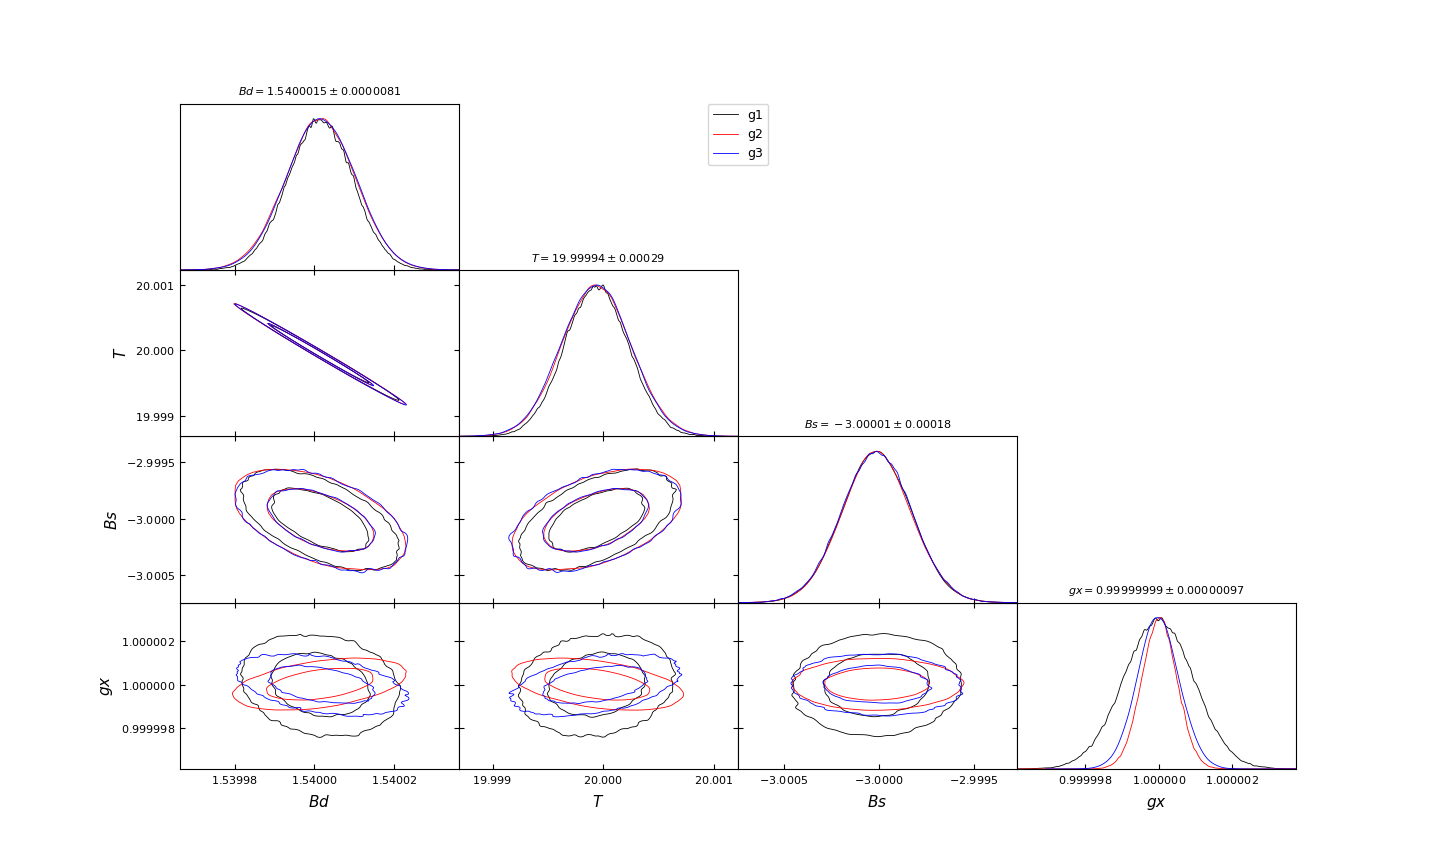 Bd = 1.5400015 ± 0.0000081
g1
g2
g3
T = 19.99994 ± 0.00029
20.001
20.000
19.999
T
Bs = −3.00001 ± 0.00018
−2.9995
−3.0000
−3.0005
Bs
gx = 0.99999999 ± 0.00000097
1.000002
1.000000
0.999998
gx
1.53998 1.54000 1.54002
19.999 20.000 20.001
−3.0005 −3.0000 −2.9995
0.999998 1.000000 1.000002
Bd T Bs gx